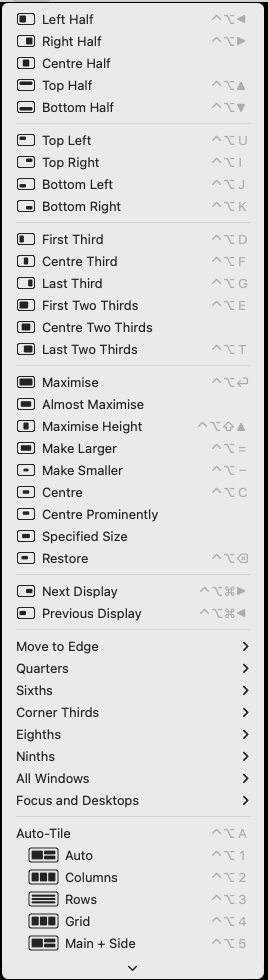 Left Half ^⌥◀
Right Half ^⌥▶
Centre Half
Top Half ^⌥▲
Bottom Half ^⌥▼
Top Left ^⌥U
Top Right ^⌥I
Bottom Left ^⌥J
Bottom Right ^⌥K
First Third ^⌥D
Centre Third ^⌥F
Last Third ^⌥G
First Two Thirds ^⌥E
Centre Two Thirds
Last Two Thirds ^⌥T
Maximise ^⌥↩
Almost Maximise
Maximise Height ^⌥⇧▲
Make Larger ^⌥=
Make Smaller ^⌥−
Centre ^⌥C
Centre Prominently
Specified Size
Restore ^⌥⌫
Next Display ^⌥⌘▶
Previous Display ^⌥⌘◀
Move to Edge
Quarters
Sixths
Corner Thirds
Eighths
Ninths
All Windows
Focus and Desktops
Auto-Tile ^⌥A
Auto ^⌥1
Columns ^⌥2
Rows ^⌥3
Grid ^⌥4
Main + Side ^⌥5